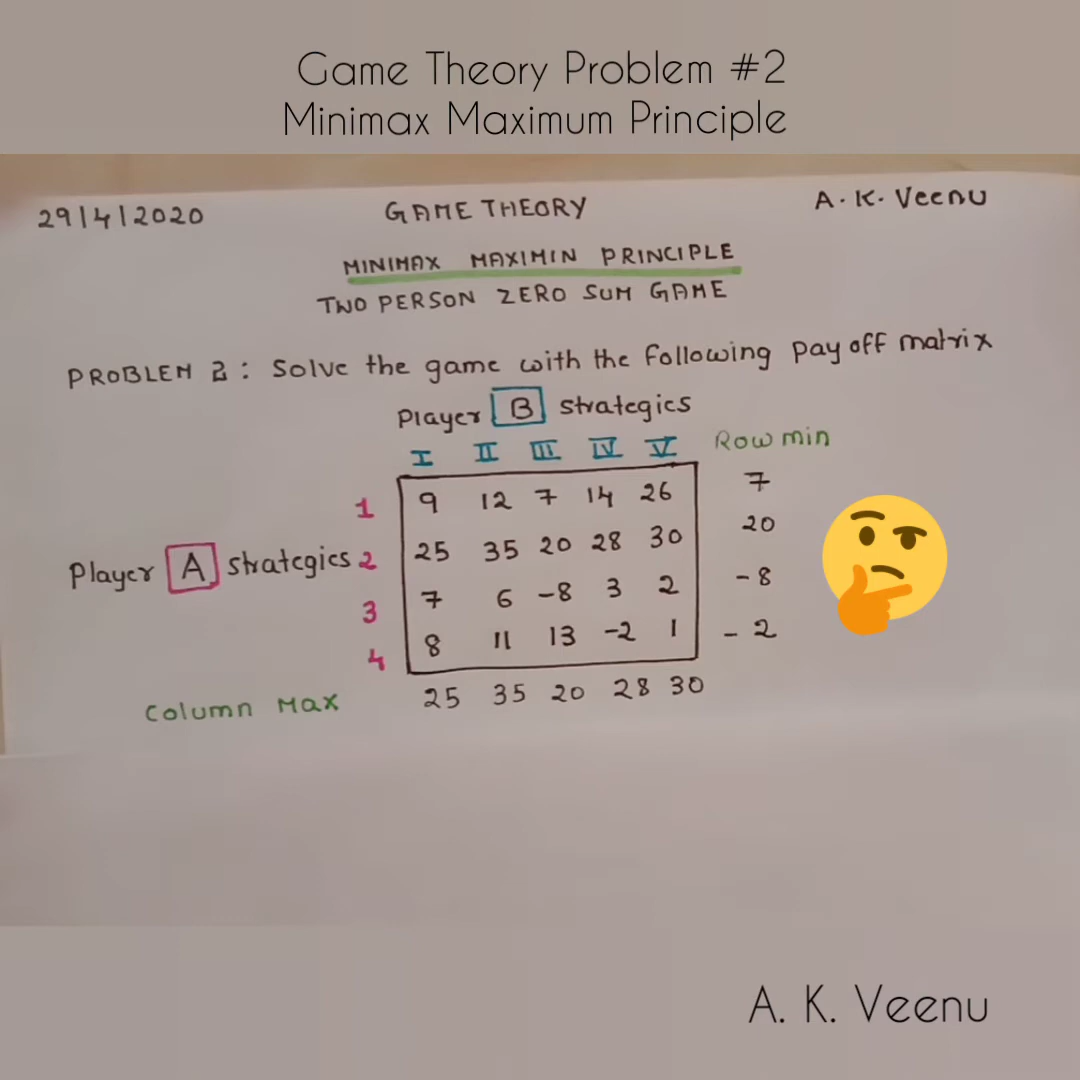 Game Theory Problem #2
Minimax Maximum Principle
29/4/2020 GAME THEORY A. K. Veenu
MINIMAX MAXIMIN PRINCIPLE
TWO PERSON ZERO SUM GAME
PROBLEM 2 : Solve the game with the following pay off matrix
Player B strategies
I II III IV V Row min
1 9 12 7 14 26 7
Player A strategies 2 25 35 20 28 30 20
3 7 6 -8 3 2 -8
4 8 11 13 -2 1 -2
Column Max 25 35 20 28 30
A. K. Veenu